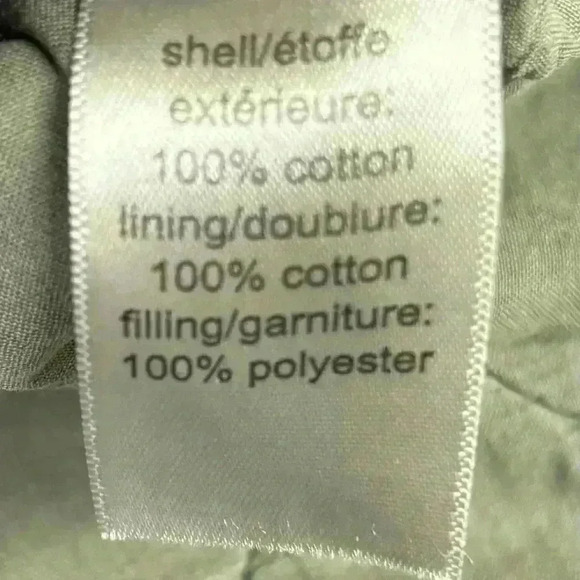 shell/étoffe
extérieure:
100% cotton
lining/doublure:
100% cotton
filling/garniture:
100% polyester